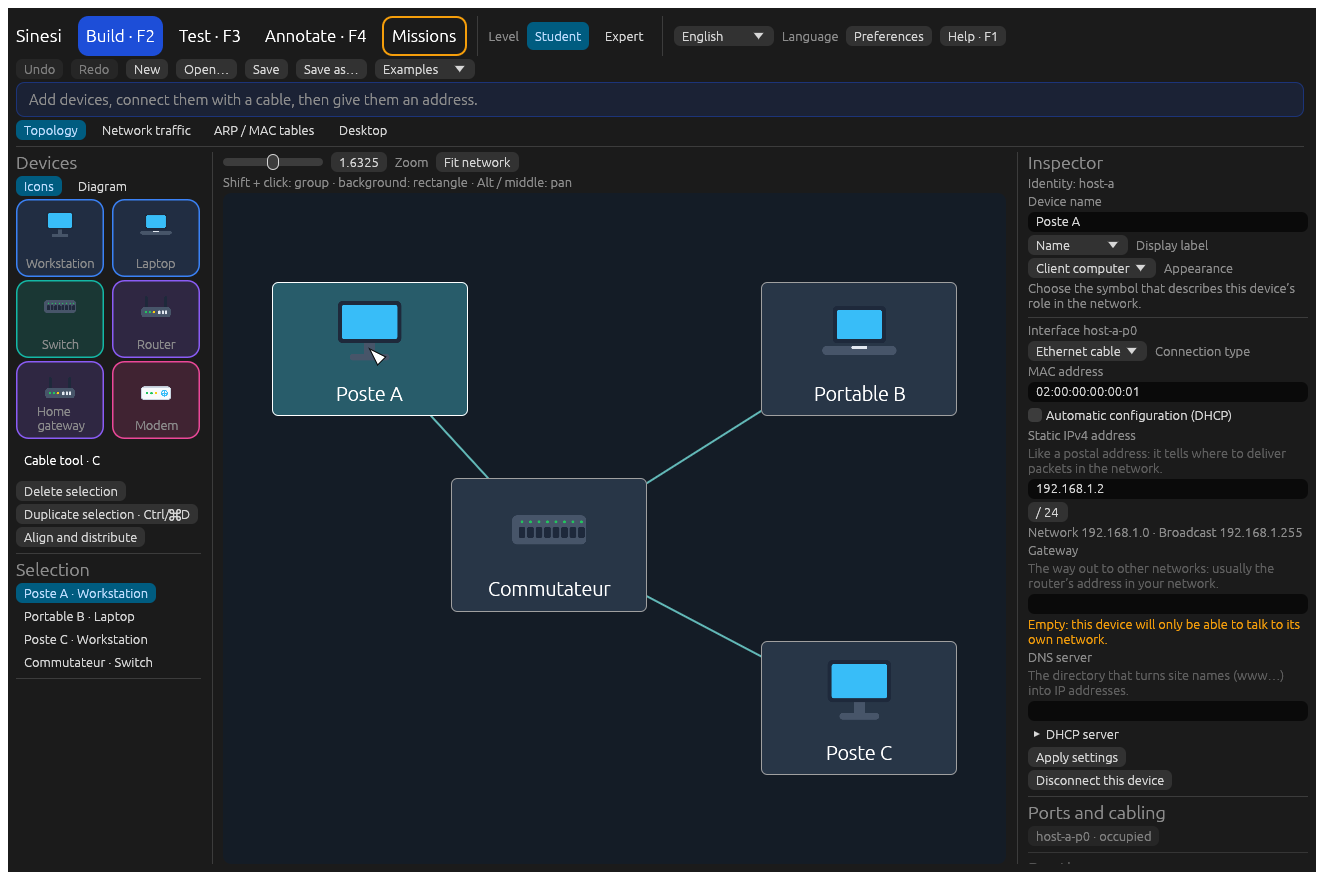 Sinesi Build · F2 Test · F3 Annotate · F4 Missions Level Student Expert English Language Preferences Help · F1
Undo Redo New Open… Save Save as… Examples
Add devices, connect them with a cable, then give them an address.
Topology Network traffic ARP / MAC tables Desktop
Devices
Icons Diagram
Workstation Laptop
Switch Router
Home gateway Modem
Cable tool · C
Delete selection
Duplicate selection · Ctrl/⌘D
Align and distribute
Selection
Poste A · Workstation
Portable B · Laptop
Poste C · Workstation
Commutateur · Switch
1.6325 Zoom Fit network
Shift + click: group · background: rectangle · Alt / middle: pan
Poste A
Portable B
Commutateur
Poste C
Inspector
Identity: host-a
Device name
Poste A
Name Display label
Client computer Appearance
Choose the symbol that describes this device's
role in the network.
Interface host-a-p0
Ethernet cable Connection type
MAC address
02:00:00:00:00:01
Automatic configuration (DHCP)
Static IPv4 address
Like a postal address: it tells where to deliver
packets in the network.
192.168.1.2
/ 24
Network 192.168.1.0 · Broadcast 192.168.1.255
Gateway
The way out to other networks: usually the
router's address in your network.
Empty: this device will only be able to talk to its
own network.
DNS server
The directory that turns site names (www…)
into IP addresses.
DHCP server
Apply settings
Disconnect this device
Ports and cabling
host-a-p0 · occupied